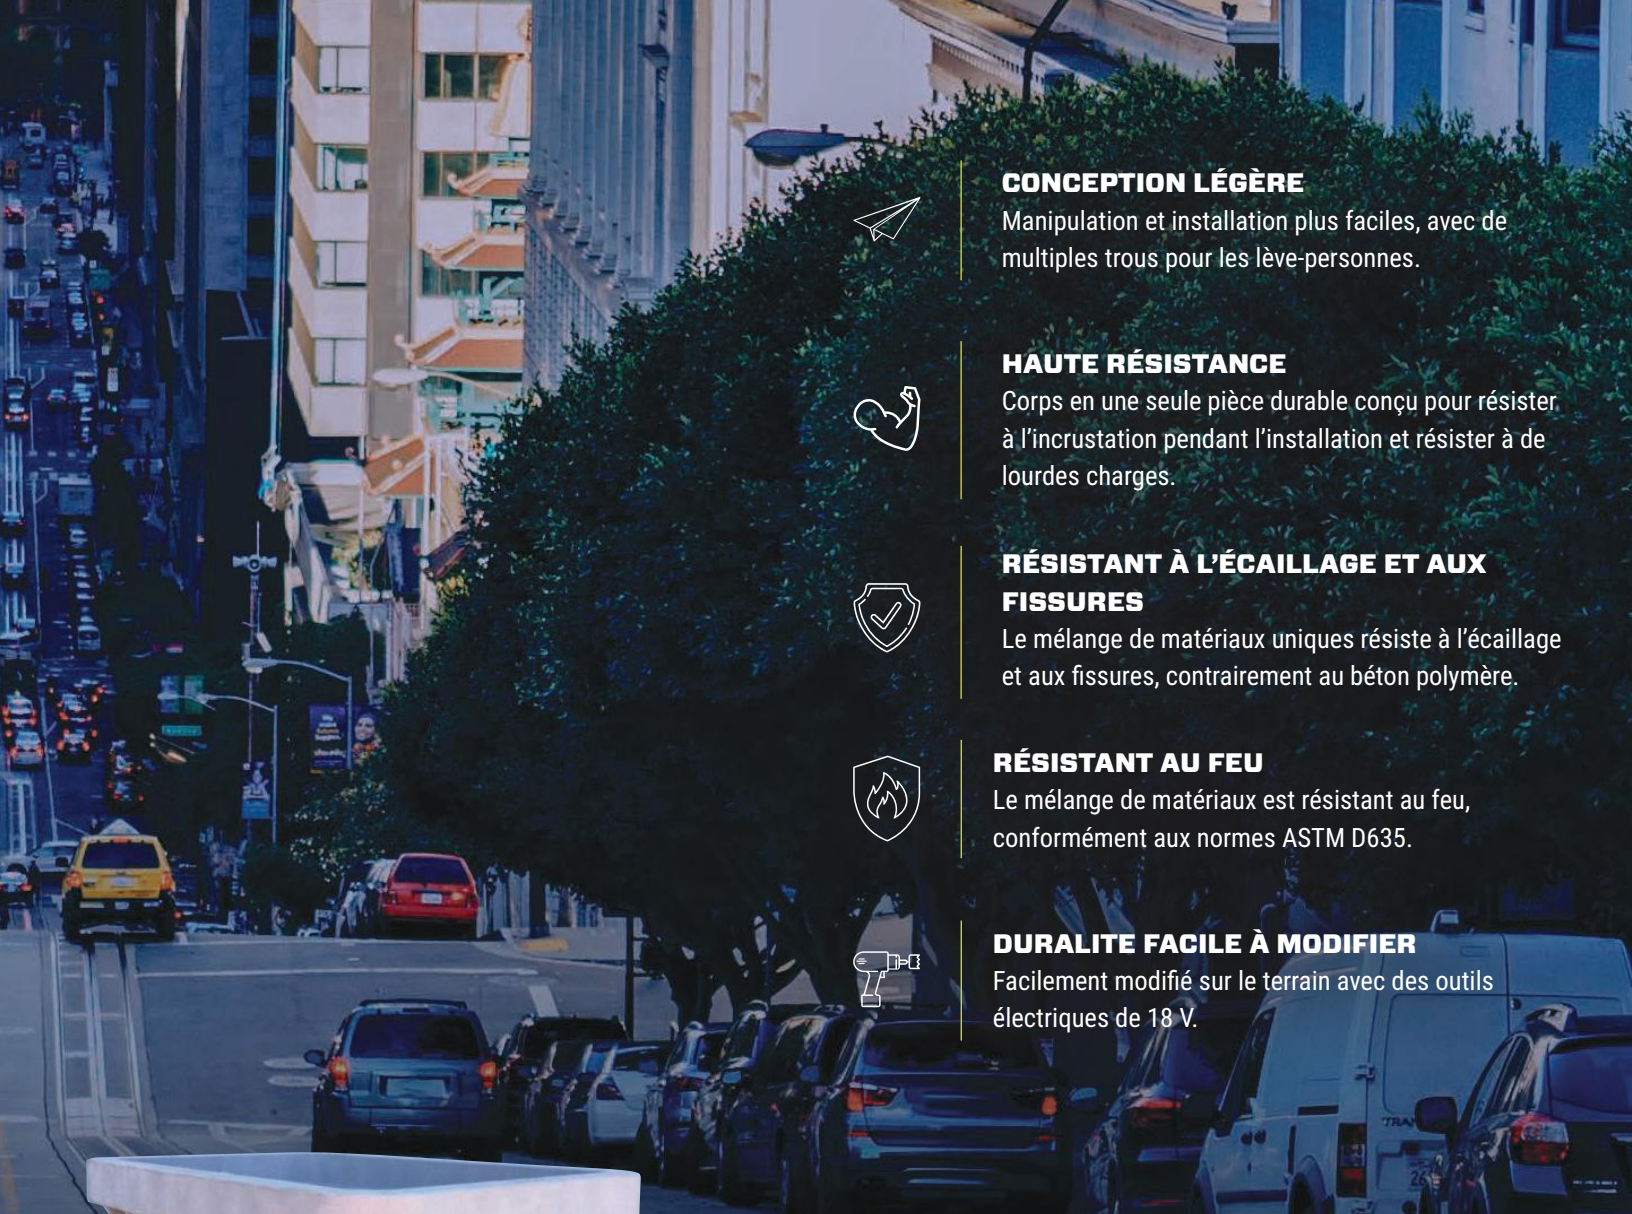 CONCEPTION LÉGÈRE
Manipulation et installation plus faciles, avec de
multiples trous pour les lève-personnes.
HAUTE RÉSISTANCE
Corps en une seule pièce durable conçu pour résister
à l’incrustation pendant l’installation et résister à de
lourdes charges.
RÉSISTANT À L’ÉCAILLAGE ET AUX
FISSURES
Le mélange de matériaux uniques résiste à l’écaillage
et aux fissures, contrairement au béton polymère.
RÉSISTANT AU FEU
Le mélange de matériaux est résistant au feu,
conformément aux normes ASTM D635.
DURALITE FACILE À MODIFIER
Facilement modifié sur le terrain avec des outils
électriques de 18 V.